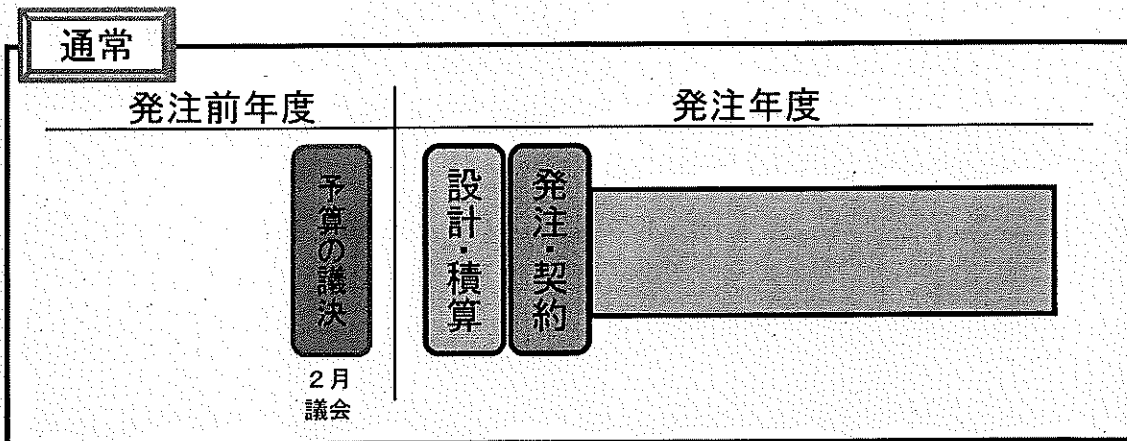 通常
発注前年度
発注年度
予算の議決
設計・積算
発注・契約
2月
議会